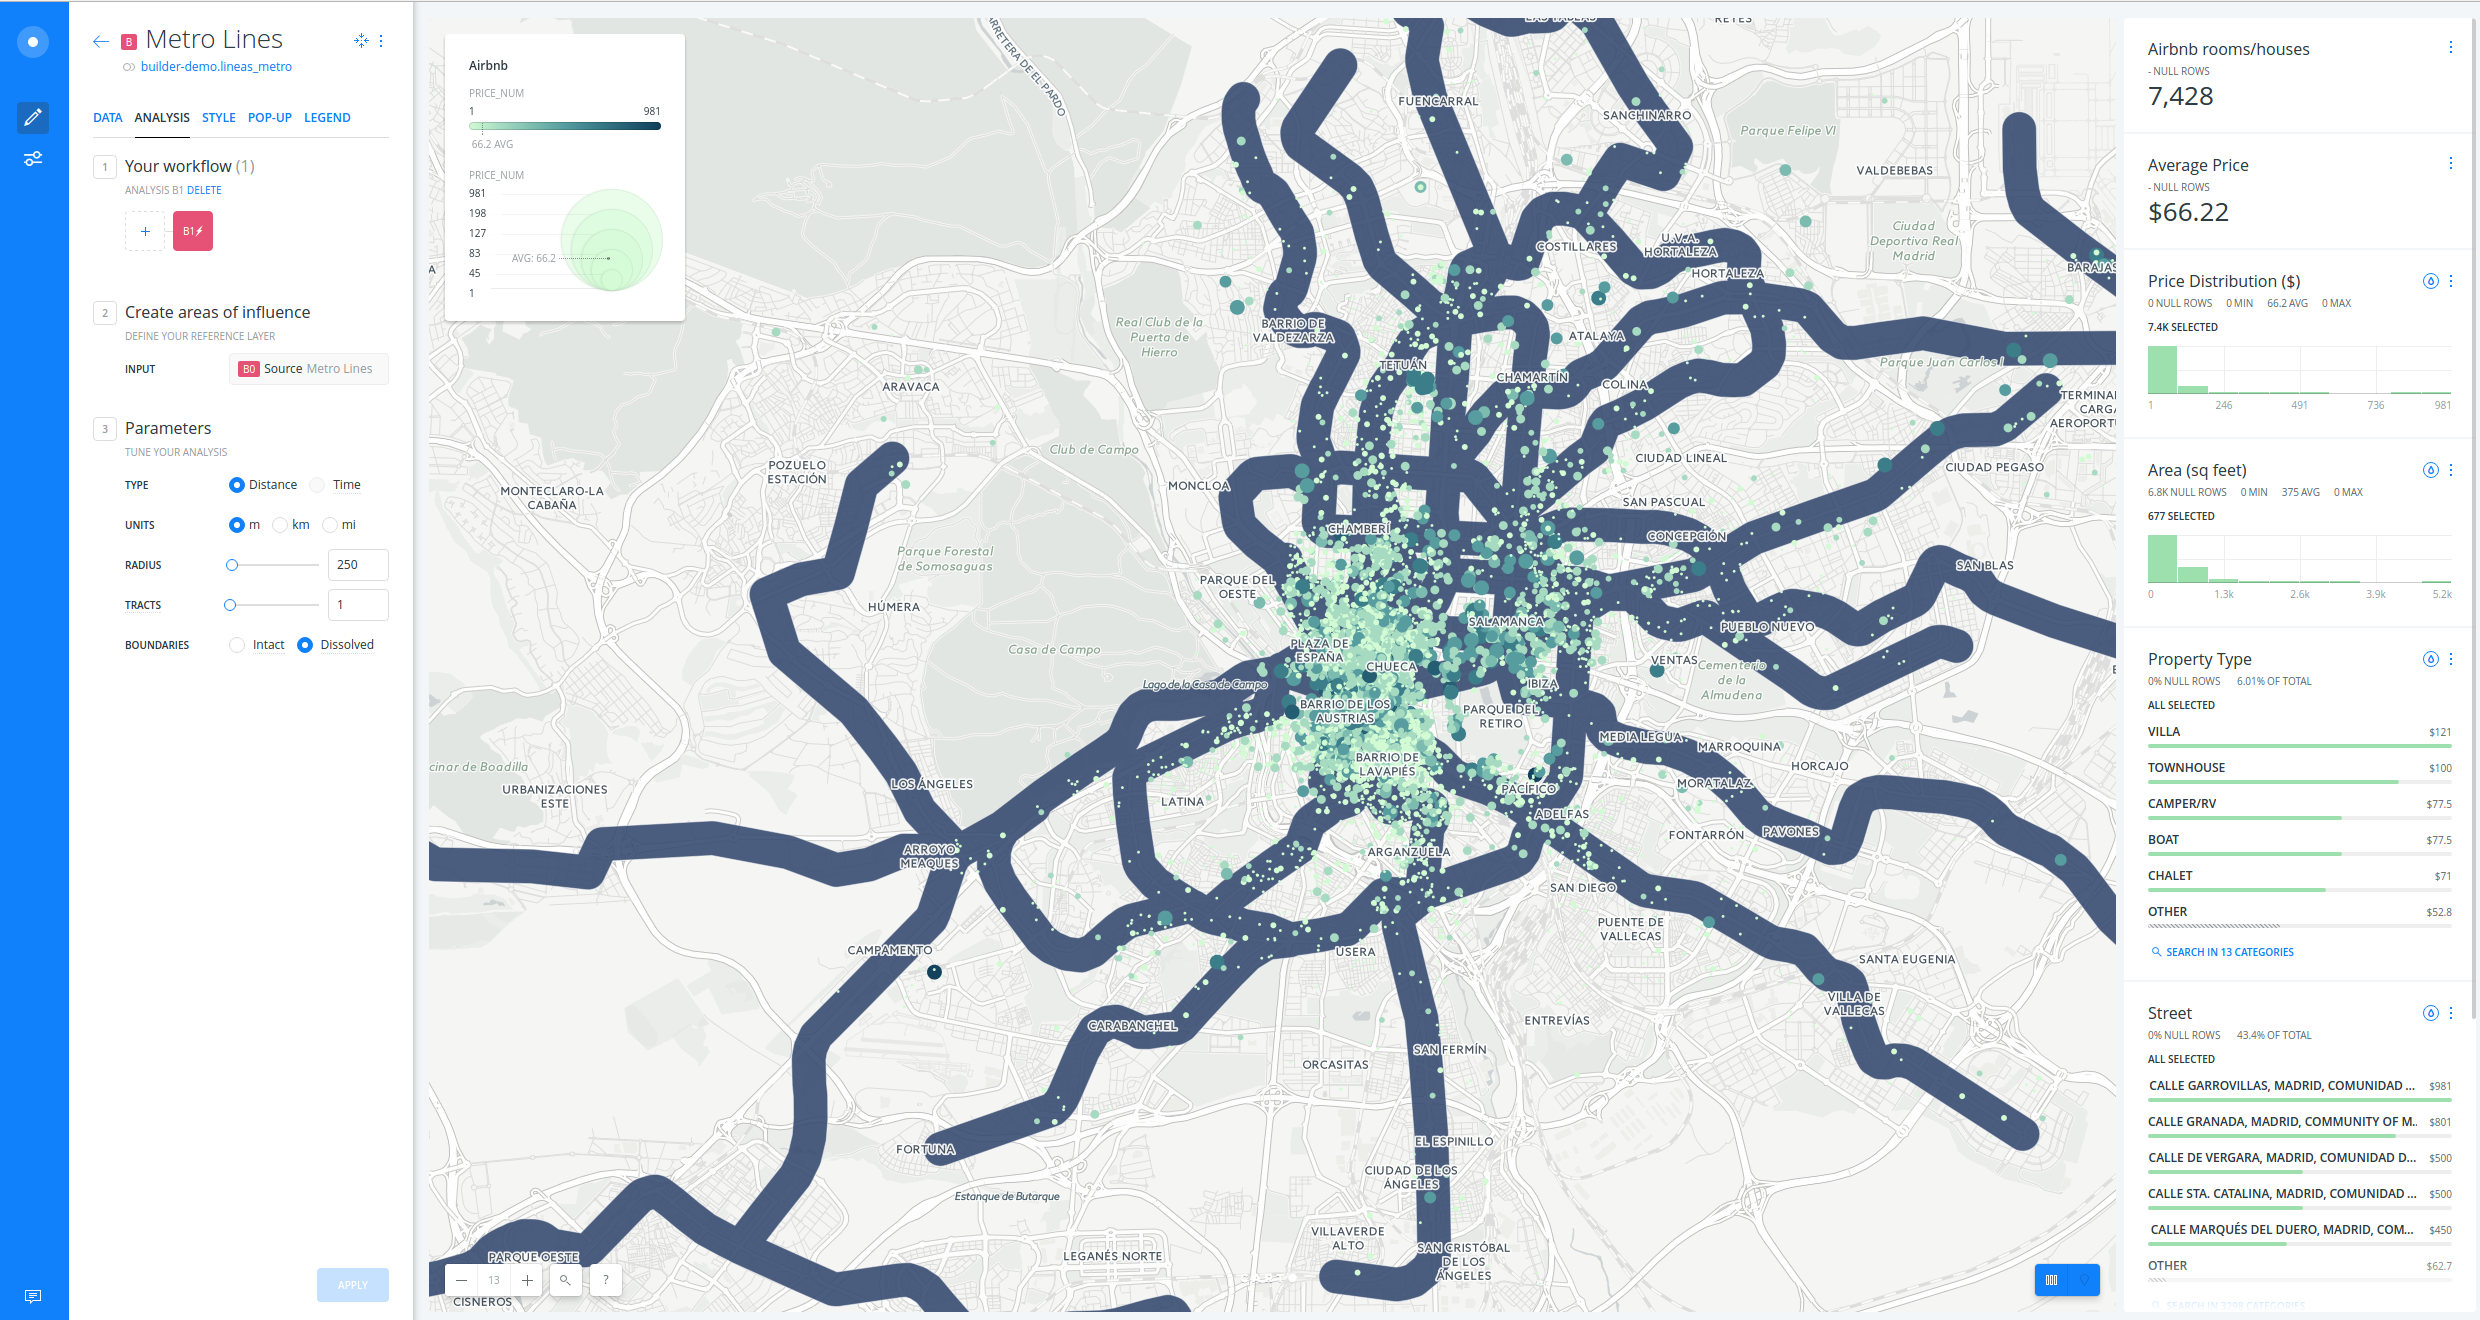 B Metro Lines
builder-demo.lineas_metro
DATA ANALYSIS STYLE POP-UP LEGEND
1 Your workflow (1)
ANALYSIS B1 DELETE
+ B1
2 Create areas of influence
DEFINE YOUR REFERENCE LAYER
INPUT B0 Source Metro Lines
3 Parameters
TUNE YOUR ANALYSIS
TYPE Distance Time
UNITS m km mi
RADIUS 250
TRACTS 1
BOUNDARIES Intact Dissolved
APPLY
Airbnb
PRICE_NUM
1 981
66.2 AVG
PRICE_NUM
981
198
127
83
AVG: 66.2
45
1
CARRETERA DE EL PARDO
LAS TABLAS
FUENCARRAL
SANCHINARRO
Parque Felipe VI
VALDEBEBAS
Ciudad
Deportiva Real
Madrid
COSTILLARES
U.V.A.
HORTALEZA
HORTALEZA
BARAJAS
Real Club de la
Puerta de
Hierro
BARRIO DE
VALDEZARZA
ATALAYA
Parque Juan Carlos I
TETUÁN
CHAMARTÍN
COLINA
ARAVACA
TERMINAL
CARGA
AEROPORTU
Club de Campo
POZUELO
ESTACIÓN
MONCLOA
CIUDAD LINEAL
CIUDAD PEGASO
MONTECLARO-LA
CABAÑA
SAN PASCUAL
CHAMBERÍ
CONCEPCIÓN
Parque Forestal
de Somosaguas
SAN BLAS
PARQUE DEL
OESTE
HÚMERA
SALAMANCA
PUEBLO NUEVO
Casa de Campo
PLAZA DE
ESPAÑA
CHUECA
VENTAS
Cementerio
de la
Almudena
Lago de la Casa de Campo
IBIZA
BARRIO DE LOS
AUSTRIAS
PARQUE DEL
RETIRO
MEDIA LEGUA
MARROQUINA
BARRIO DE
LAVAPIÉS
HORCAJO
cinar de Boadilla
LOS ÁNGELES
PACÍFICO
MORATALAZ
URBANIZACIONES
ESTE
LATINA
ADELFAS
FONTARRÓN
PAVONES
ARROYO
MEAQUES
ARGANZUELA
SAN DIEGO
PUENTE DE
VALLECAS
CAMPAMENTO
USERA
SANTA EUGENIA
VILLA DE
VALLECAS
CARABANCHEL
ENTREVÍAS
SAN FERMÍN
ORCASITAS
FORTUNA
EL ESPINILLO
CIUDAD DE LOS
ÁNGELES
Estanque de Butarque
VILLAVERDE
ALTO
SAN CRISTÓBAL
DE LOS
ÁNGELES
PARQUE OESTE
LEGANÉS NORTE
CISNEROS
− 13 + ?
Airbnb rooms/houses
- NULL ROWS
7,428
Average Price
- NULL ROWS
$66.22
Price Distribution ($)
0 NULL ROWS 0 MIN 66.2 AVG 0 MAX
7.4K SELECTED
1 246 491 736 981
Area (sq feet)
6.8K NULL ROWS 0 MIN 375 AVG 0 MAX
677 SELECTED
0 1.3k 2.6k 3.9k 5.2k
Property Type
0% NULL ROWS 6.01% OF TOTAL
ALL SELECTED
VILLA $121
TOWNHOUSE $100
CAMPER/RV $77.5
BOAT $77.5
CHALET $71
OTHER $52.8
SEARCH IN 13 CATEGORIES
Street
0% NULL ROWS 43.4% OF TOTAL
ALL SELECTED
CALLE GARROVILLAS, MADRID, COMUNIDAD ... $981
CALLE GRANADA, MADRID, COMMUNITY OF M.. $801
CALLE DE VERGARA, MADRID, COMUNIDAD D... $500
CALLE STA. CATALINA, MADRID, COMUNIDAD ... $500
CALLE MARQUÉS DEL DUERO, MADRID, COM... $450
OTHER $62.7